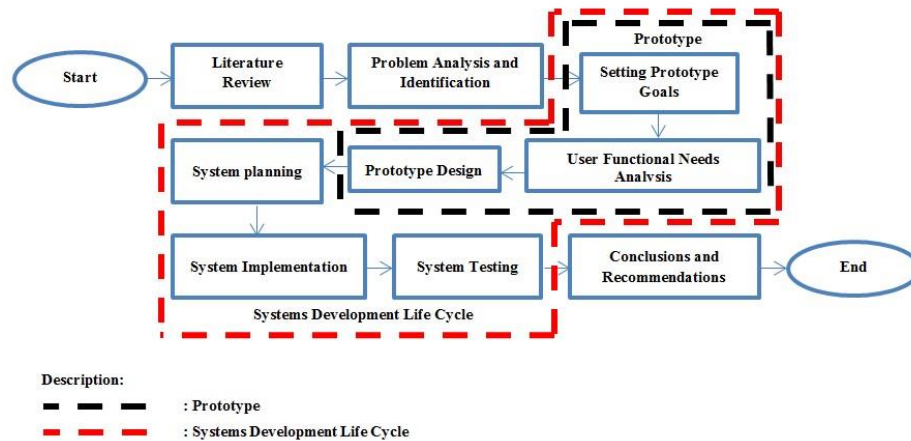 Prototype
Start
Literature
Review
Problem Analysis and
Identification
Setting Prototype
Goals
System planning
Prototype Design
User Functional Needs
Analysis
System Implementation
System Testing
Conclusions and
Recommendations
End
Systems Development Life Cycle
Description:
: Prototype
: Systems Development Life Cycle